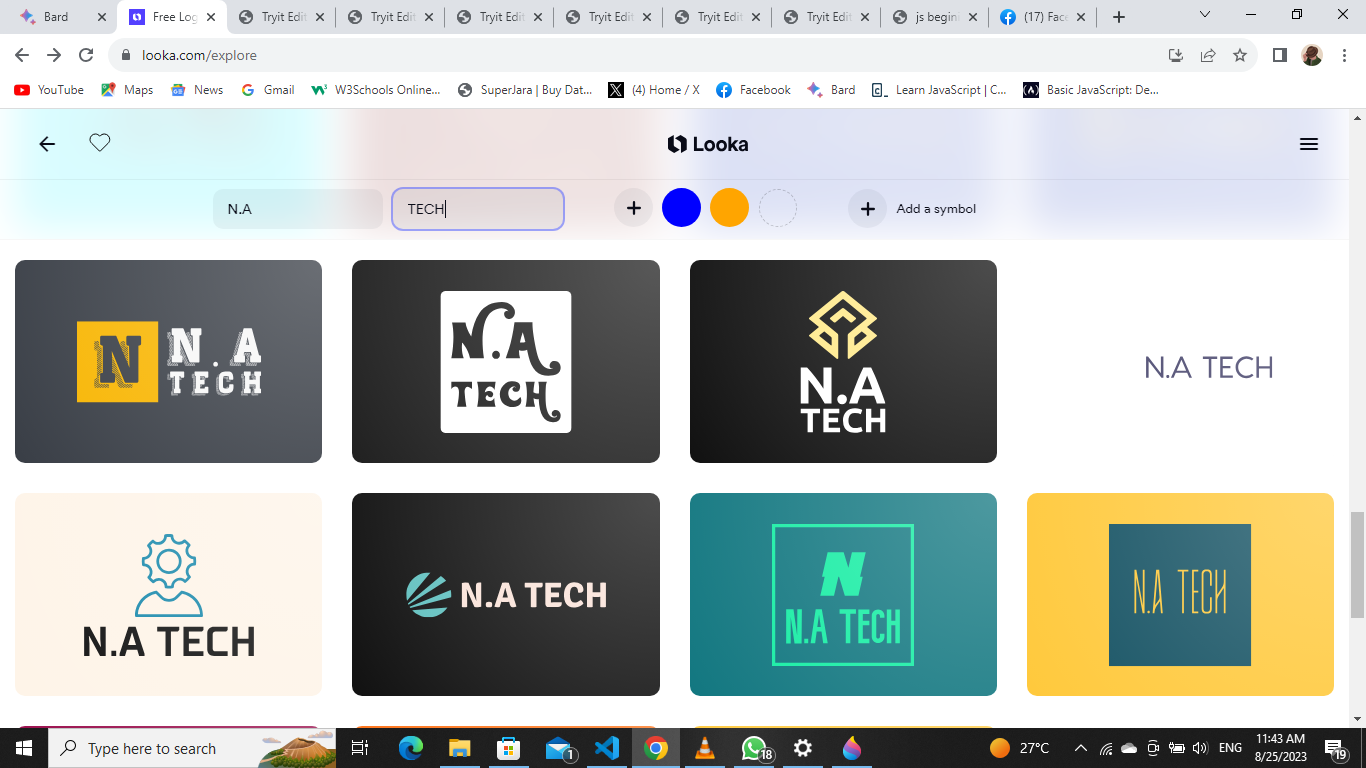 Bard
Free Log
Tryit Edit
Tryit Edit
Tryit Edit
Tryit Edit
Tryit Edit
Tryit Edit
js begin
(17) Face
looka.com/explore
YouTube
Maps
News
Gmail
W3Schools Online...
SuperJara | Buy Dat...
(4) Home / X
Facebook
Bard
Learn JavaScript | C...
Basic JavaScript: De...
Looka
N.A
TECH
Add a symbol
N
N.A
TECH
N.A
TECH
N.A
TECH
N.A TECH
N.A TECH
N.A TECH
N
N.A TECH
N.A TECH
Type here to search
1
18
27°C
ENG
11:43 AM
8/25/2023
19